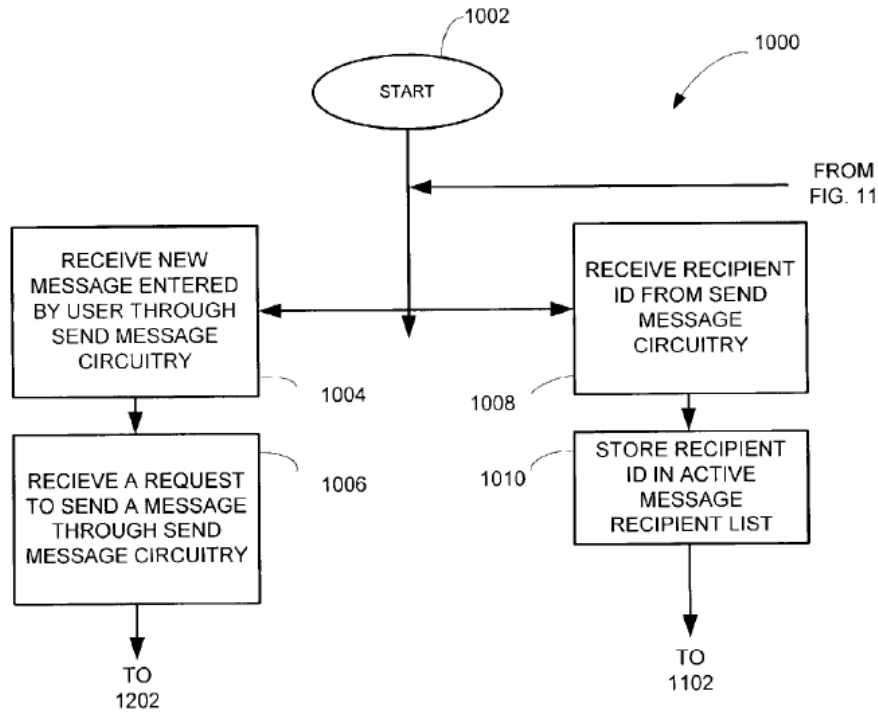 1002
1000
START
FROM
FIG. 11
RECEIVE NEW
MESSAGE ENTERED
BY USER THROUGH
SEND MESSAGE
CIRCUITRY
1004
RECIEVE A REQUEST
TO SEND A MESSAGE
THROUGH SEND
MESSAGE CIRCUITRY
1006
TO
1202
RECEIVE RECIPIENT
ID FROM SEND
MESSAGE
CIRCUITRY
1008
STORE RECIPIENT
ID IN ACTIVE
MESSAGE
RECIPIENT LIST
1010
TO
1102